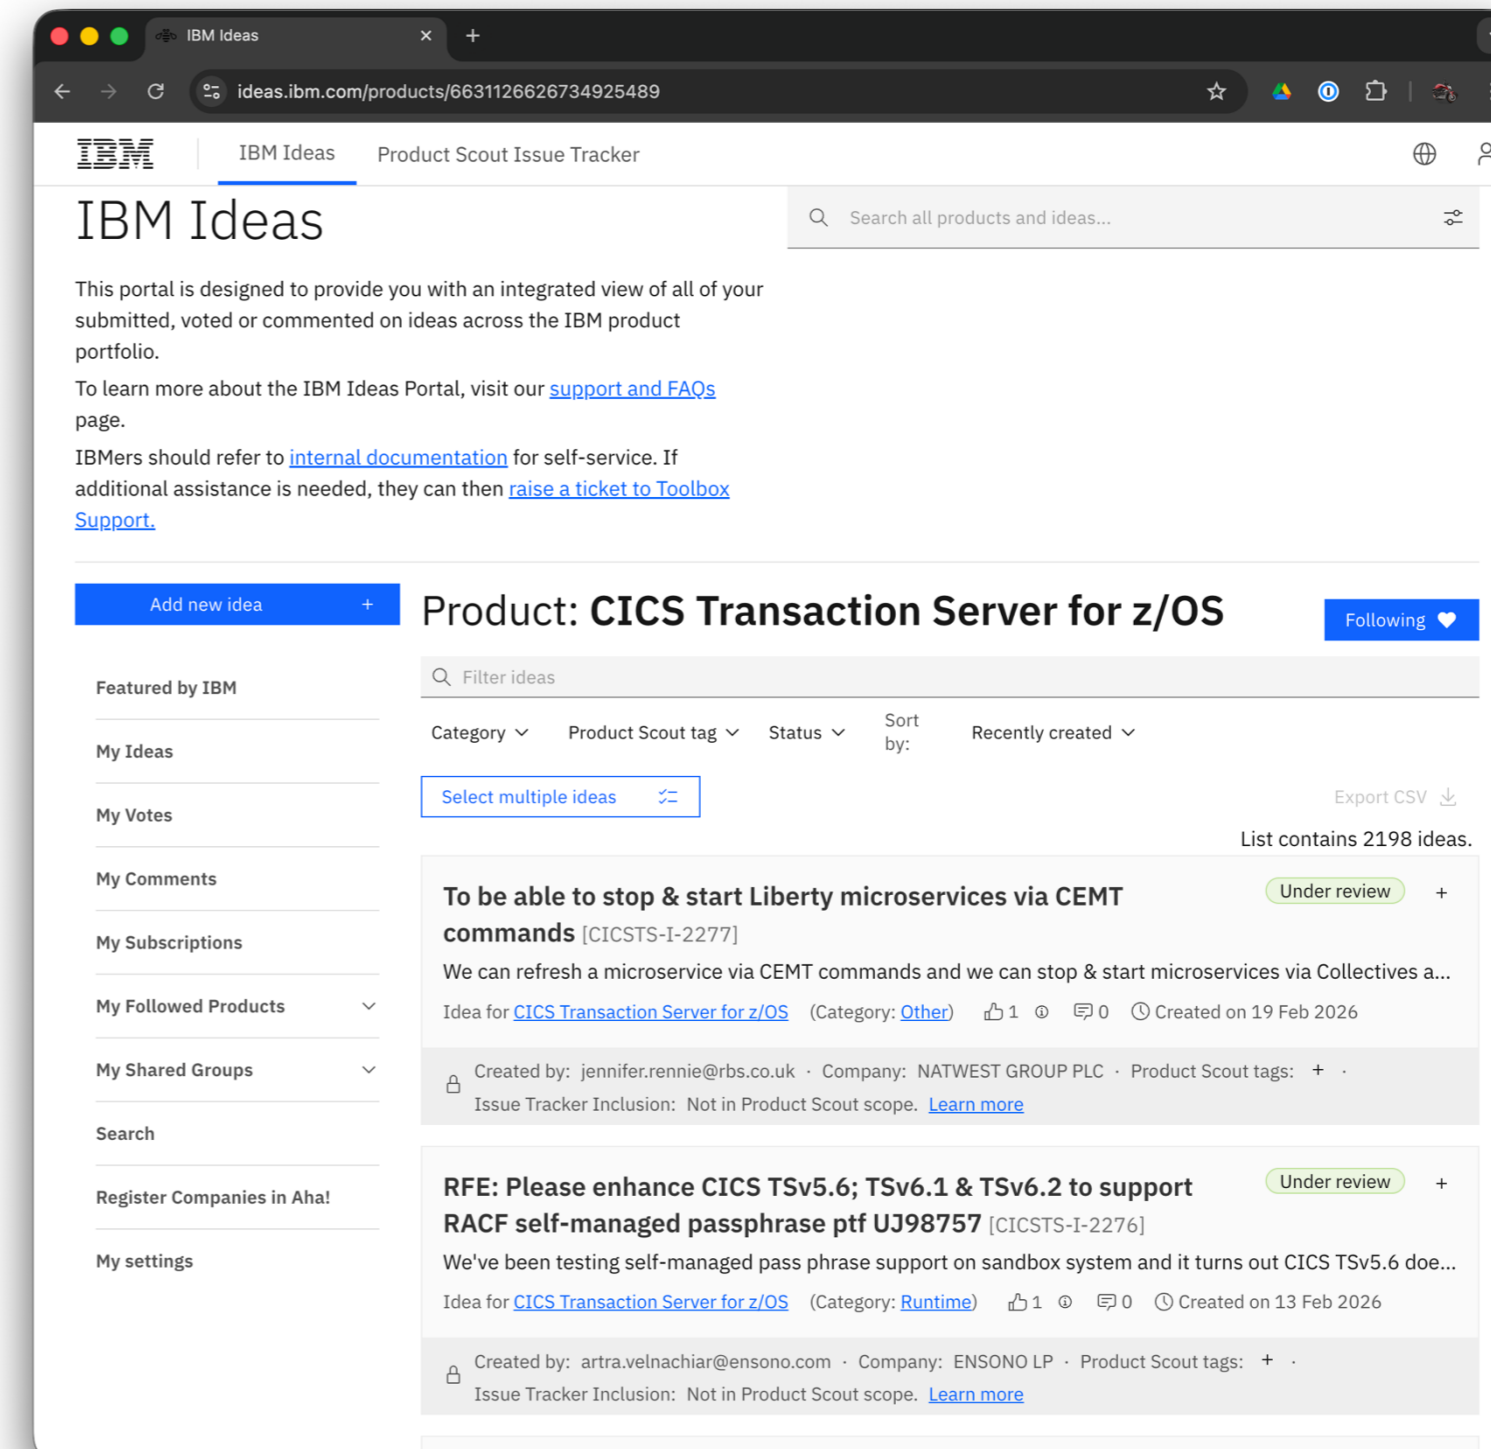 IBM Ideas
ideas.ibm.com/products/6631126626734925489
IBM
IBM Ideas
Product Scout Issue Tracker
IBM Ideas
Search all products and ideas...
This portal is designed to provide you with an integrated view of all of your
submitted, voted or commented on ideas across the IBM product
portfolio.
To learn more about the IBM Ideas Portal, visit our support and FAQs
page.
IBMers should refer to internal documentation for self-service. If
additional assistance is needed, they can then raise a ticket to Toolbox
Support.
Add new idea +
Featured by IBM
My Ideas
My Votes
My Comments
My Subscriptions
My Followed Products
My Shared Groups
Search
Register Companies in Aha!
My settings
Product: CICS Transaction Server for z/OS
Following
Filter ideas
Category
Product Scout tag
Status
Sort
by:
Recently created
Select multiple ideas
Export CSV
List contains 2198 ideas.
To be able to stop & start Liberty microservices via CEMT
commands [CICSTS-I-2277]
Under review +
We can refresh a microservice via CEMT commands and we can stop & start microservices via Collectives a...
Idea for CICS Transaction Server for z/OS (Category: Other) 1 0 Created on 19 Feb 2026
Created by: jennifer.rennie@rbs.co.uk · Company: NATWEST GROUP PLC · Product Scout tags: + ·
Issue Tracker Inclusion: Not in Product Scout scope. Learn more
RFE: Please enhance CICS TSv5.6; TSv6.1 & TSv6.2 to support
RACF self-managed passphrase ptf UJ98757 [CICSTS-I-2276]
Under review +
We've been testing self-managed pass phrase support on sandbox system and it turns out CICS TSv5.6 doe...
Idea for CICS Transaction Server for z/OS (Category: Runtime) 1 0 Created on 13 Feb 2026
Created by: artra.velnachiar@ensono.com · Company: ENSONO LP · Product Scout tags: + ·
Issue Tracker Inclusion: Not in Product Scout scope. Learn more